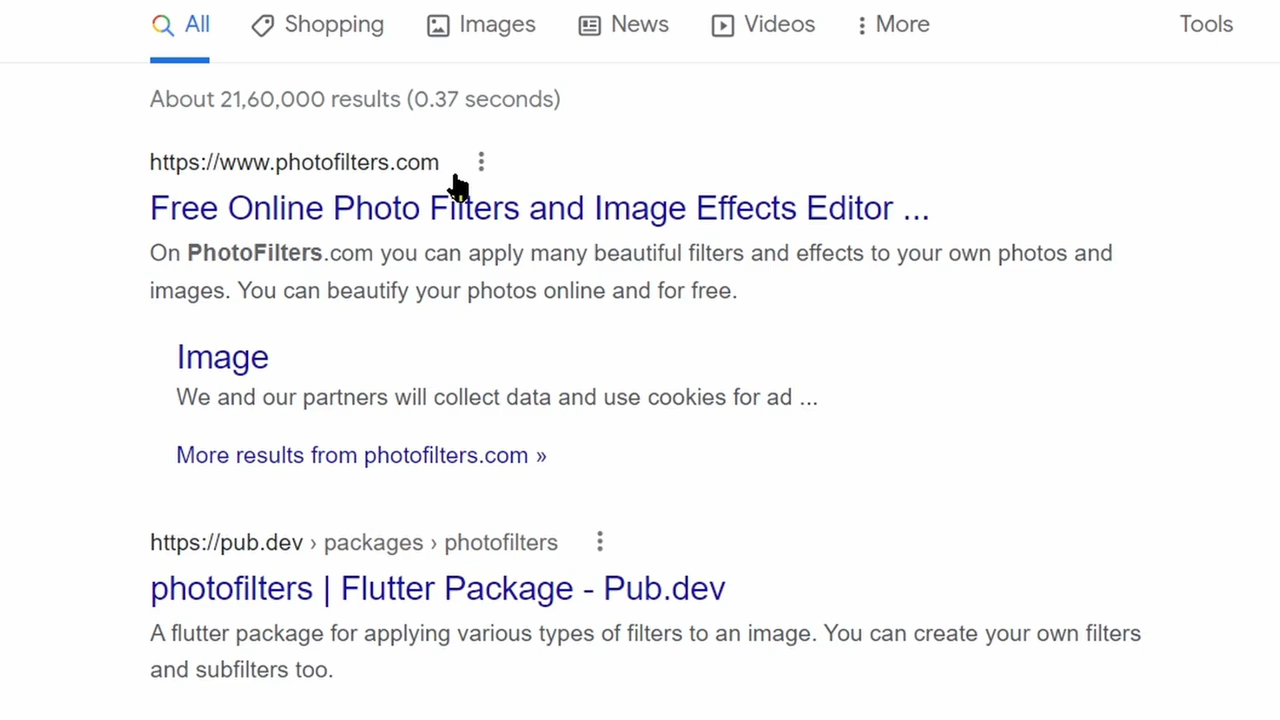 All Shopping Images News Videos More Tools
About 21,60,000 results (0.37 seconds)
https://www.photofilters.com
Free Online Photo Filters and Image Effects Editor ...
On PhotoFilters.com you can apply many beautiful filters and effects to your own photos and
images. You can beautify your photos online and for free.
Image
We and our partners will collect data and use cookies for ad ...
More results from photofilters.com »
https://pub.dev › packages › photofilters
photofilters | Flutter Package - Pub.dev
A flutter package for applying various types of filters to an image. You can create your own filters
and subfilters too.